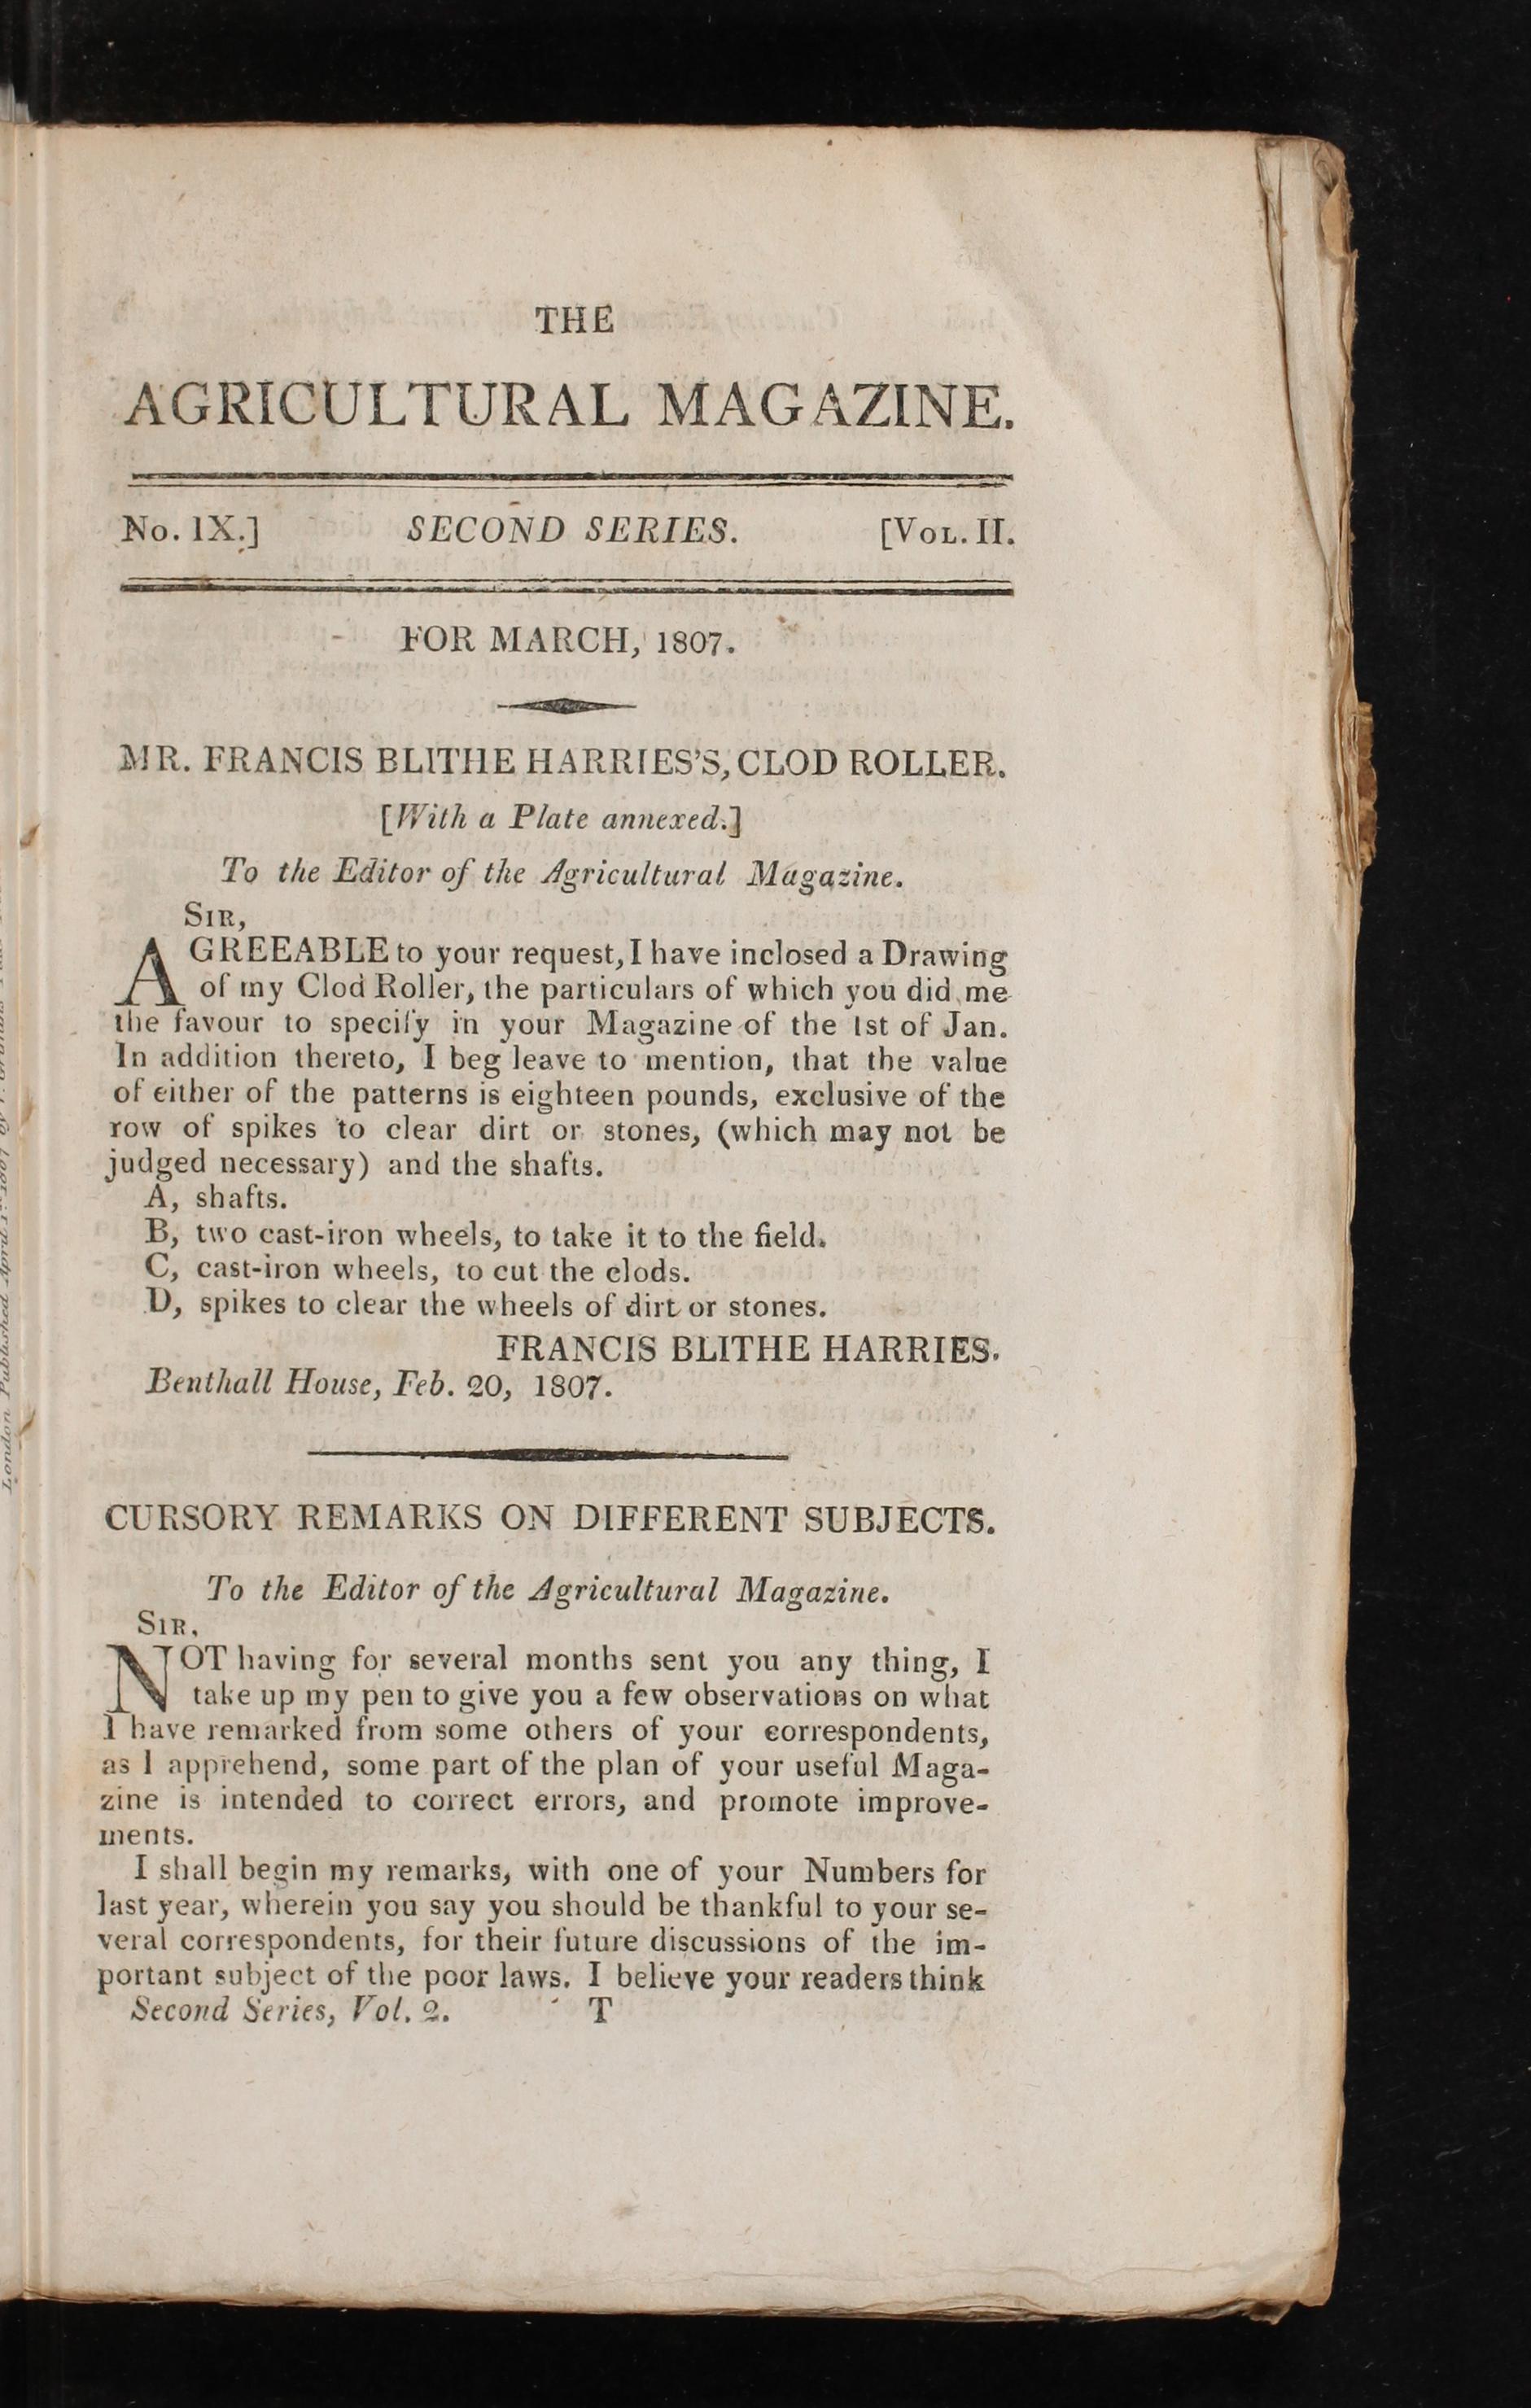 THE
AGRICULTURAL MAGAZINE.
No. IX.] SECOND SERIES. [VOL. II.
FOR MARCH, 1807.
MR. FRANCIS BLITHE HARRIES'S, CLOD ROLLER.
[With a Plate annexed.]
To the Editor of the Agricultural Magazine.
SIR,
AGREEABLE to your request, I have inclosed a Drawing
of my Clod Roller, the particulars of which you did me
the favour to specify in your Magazine of the 1st of Jan.
In addition thereto, I beg leave to mention, that the value
of either of the patterns is eighteen pounds, exclusive of the
row of spikes to clear dirt or stones, (which may not be
judged necessary) and the shafts.
A, shafts.
B, two cast-iron wheels, to take it to the field.
C, cast-iron wheels, to cut the clods.
D, spikes to clear the wheels of dirt or stones.
FRANCIS BLITHE HARRIES.
Benthall House, Feb. 20, 1807.
CURSORY REMARKS ON DIFFERENT SUBJECTS.
To the Editor of the Agricultural Magazine.
SIR,
NOT having for several months sent you any thing, I
take up my pen to give you a few observations on what
I have remarked from some others of your correspondents,
as I apprehend, some part of the plan of your useful Maga-
zine is intended to correct errors, and promote improve-
ments.
I shall begin my remarks, with one of your Numbers for
last year, wherein you say you should be thankful to your se-
veral correspondents, for their future discussions of the im-
portant subject of the poor laws. I believe your readers think
Second Series, Vol. 2. T
London Published April 1st 1807 by